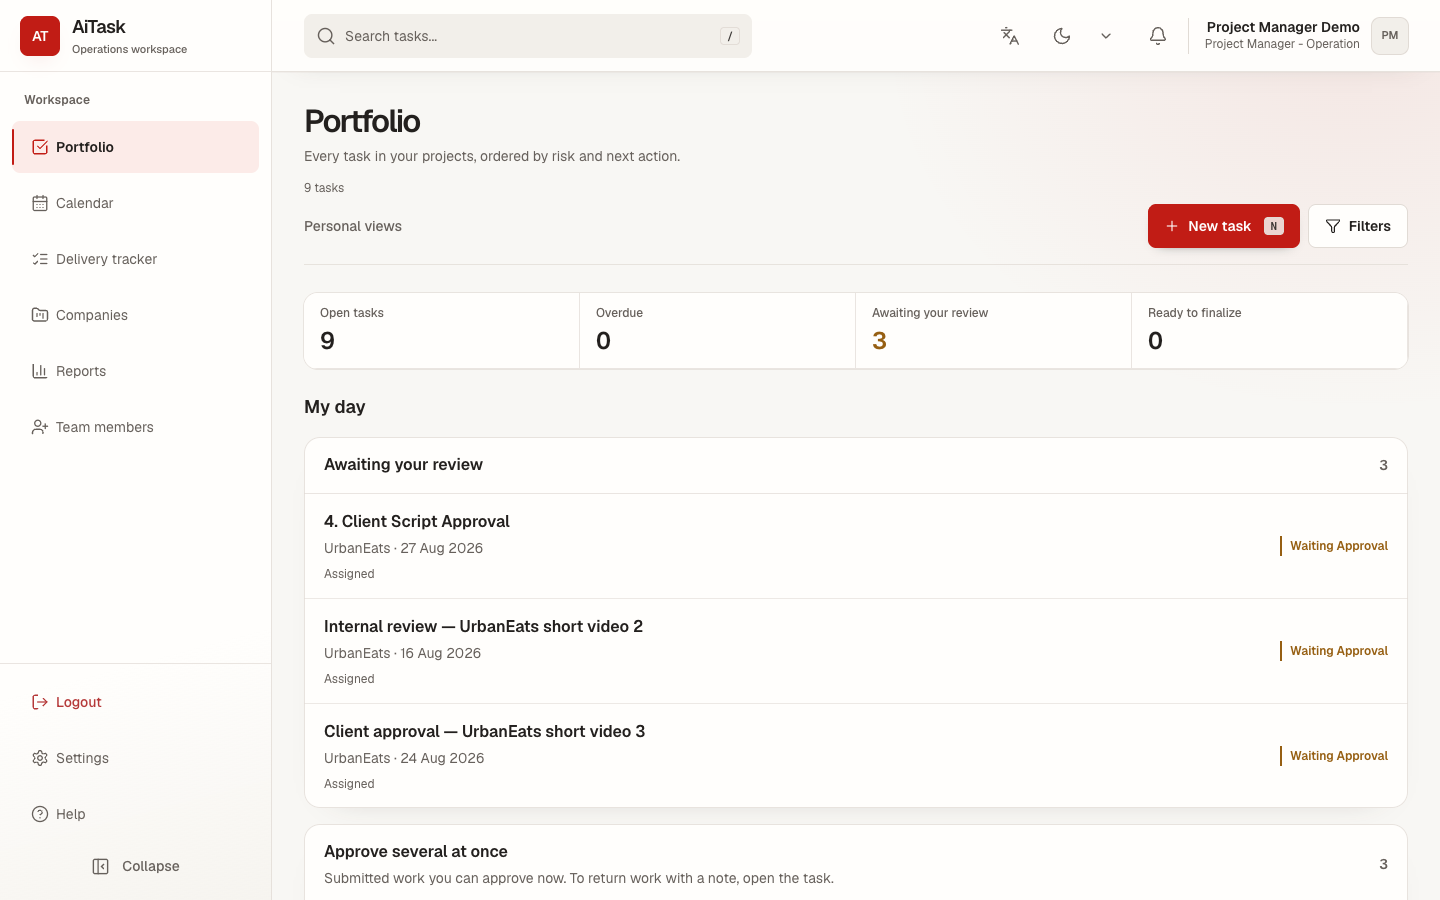 AT
AiTask
Operations workspace
Search tasks...
/
Project Manager Demo
Project Manager - Operation
PM
Workspace
Portfolio
Calendar
Delivery tracker
Companies
Reports
Team members
Logout
Settings
Help
Collapse
Portfolio
Every task in your projects, ordered by risk and next action.
9 tasks
Personal views
New task N
Filters
Open tasks
9
Overdue
0
Awaiting your review
3
Ready to finalize
0
My day
Awaiting your review
3
4. Client Script Approval
UrbanEats · 27 Aug 2026
Assigned
Waiting Approval
Internal review — UrbanEats short video 2
UrbanEats · 16 Aug 2026
Assigned
Waiting Approval
Client approval — UrbanEats short video 3
UrbanEats · 24 Aug 2026
Assigned
Waiting Approval
Approve several at once
Submitted work you can approve now. To return work with a note, open the task.
3